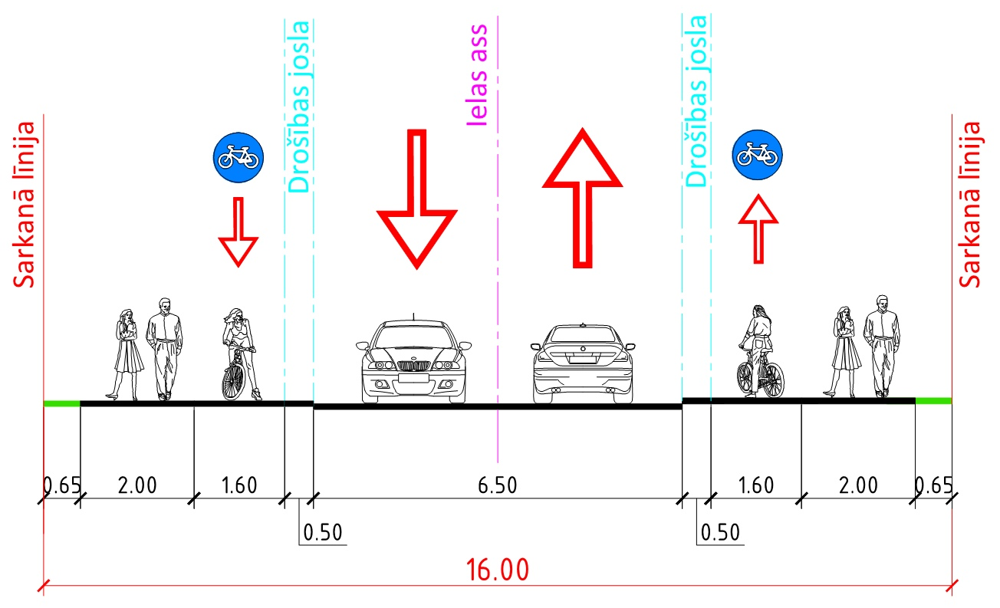 Sarkanā līnija
Drošības josla
Ielas ass
Drošības josla
Sarkanā līnija
0.65
2.00
1.60
6.50
1.60
2.00
0.65
0.50
0.50
16.00